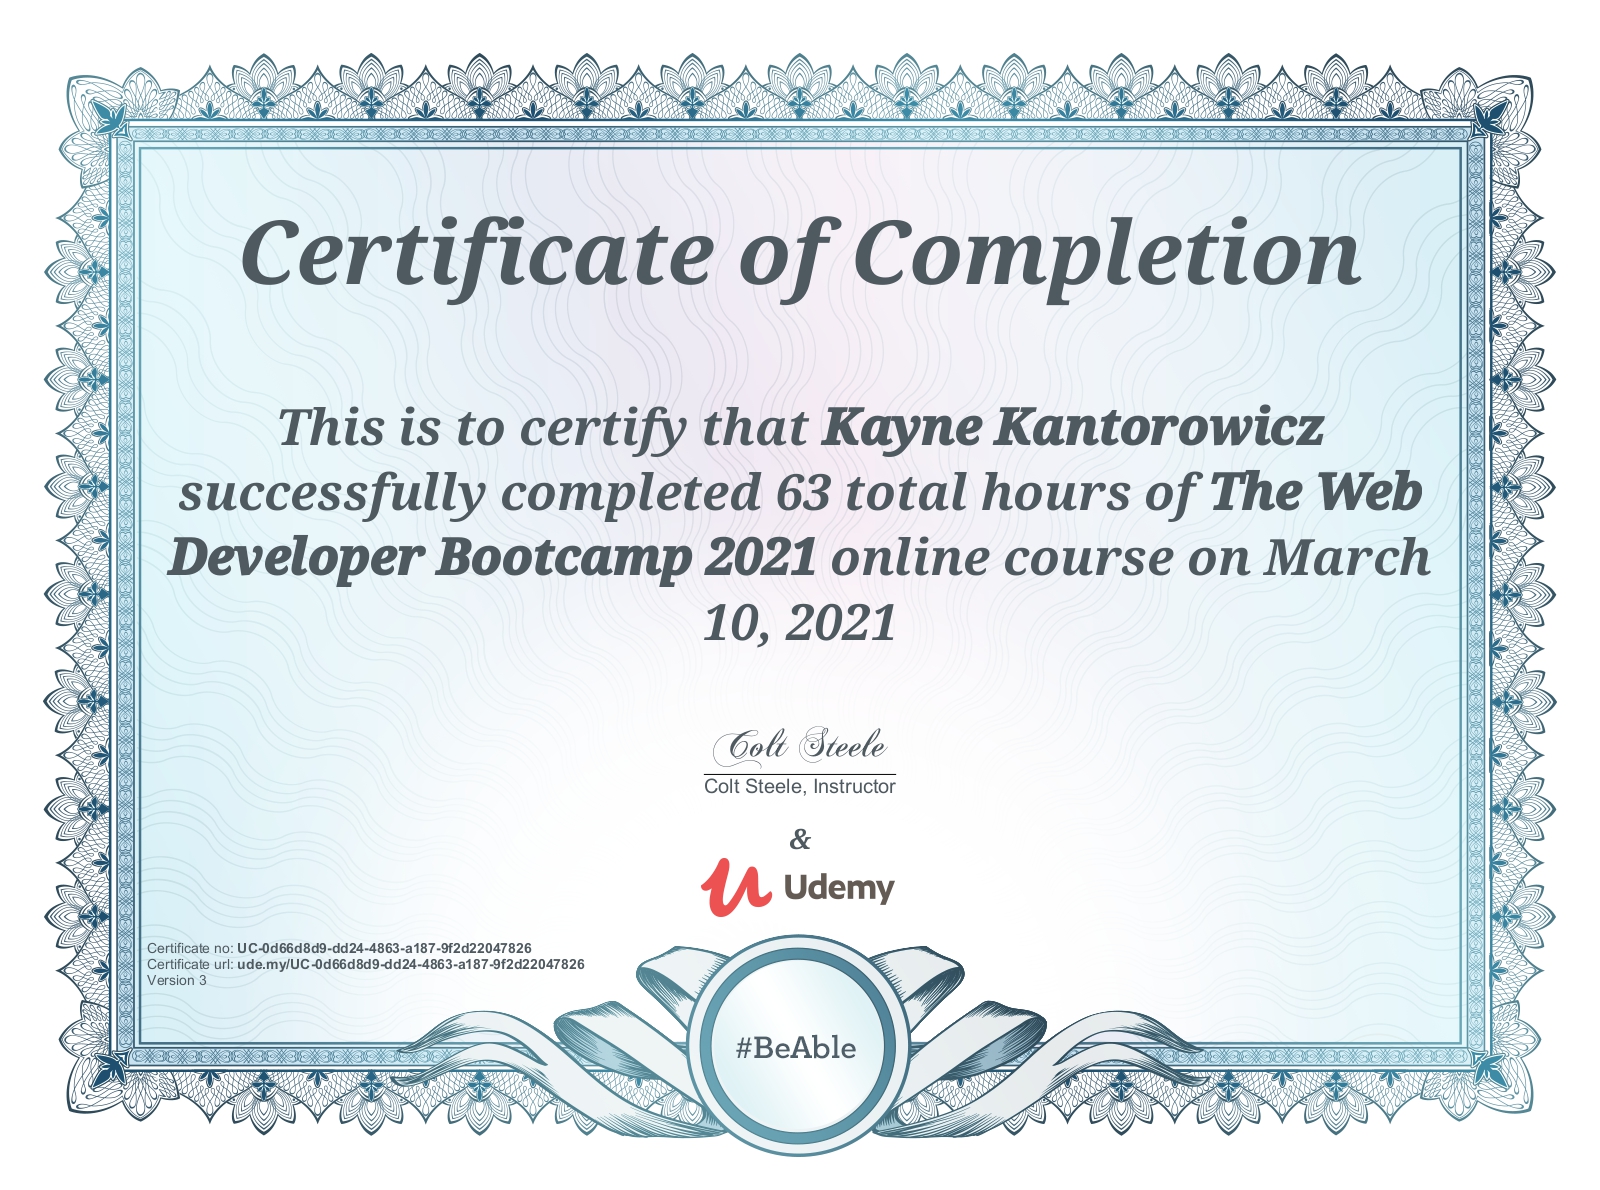 Certificate of Completion
This is to certify that Kayne Kantorowicz
successfully completed 63 total hours of The Web
Developer Bootcamp 2021 online course on March
10, 2021
Colt Steele
Colt Steele, Instructor
&
Udemy
Certificate no: UC-0d66d8d9-dd24-4863-a187-9f2d22047826
Certificate url: ude.my/UC-0d66d8d9-dd24-4863-a187-9f2d22047826
Version 3
#BeAble